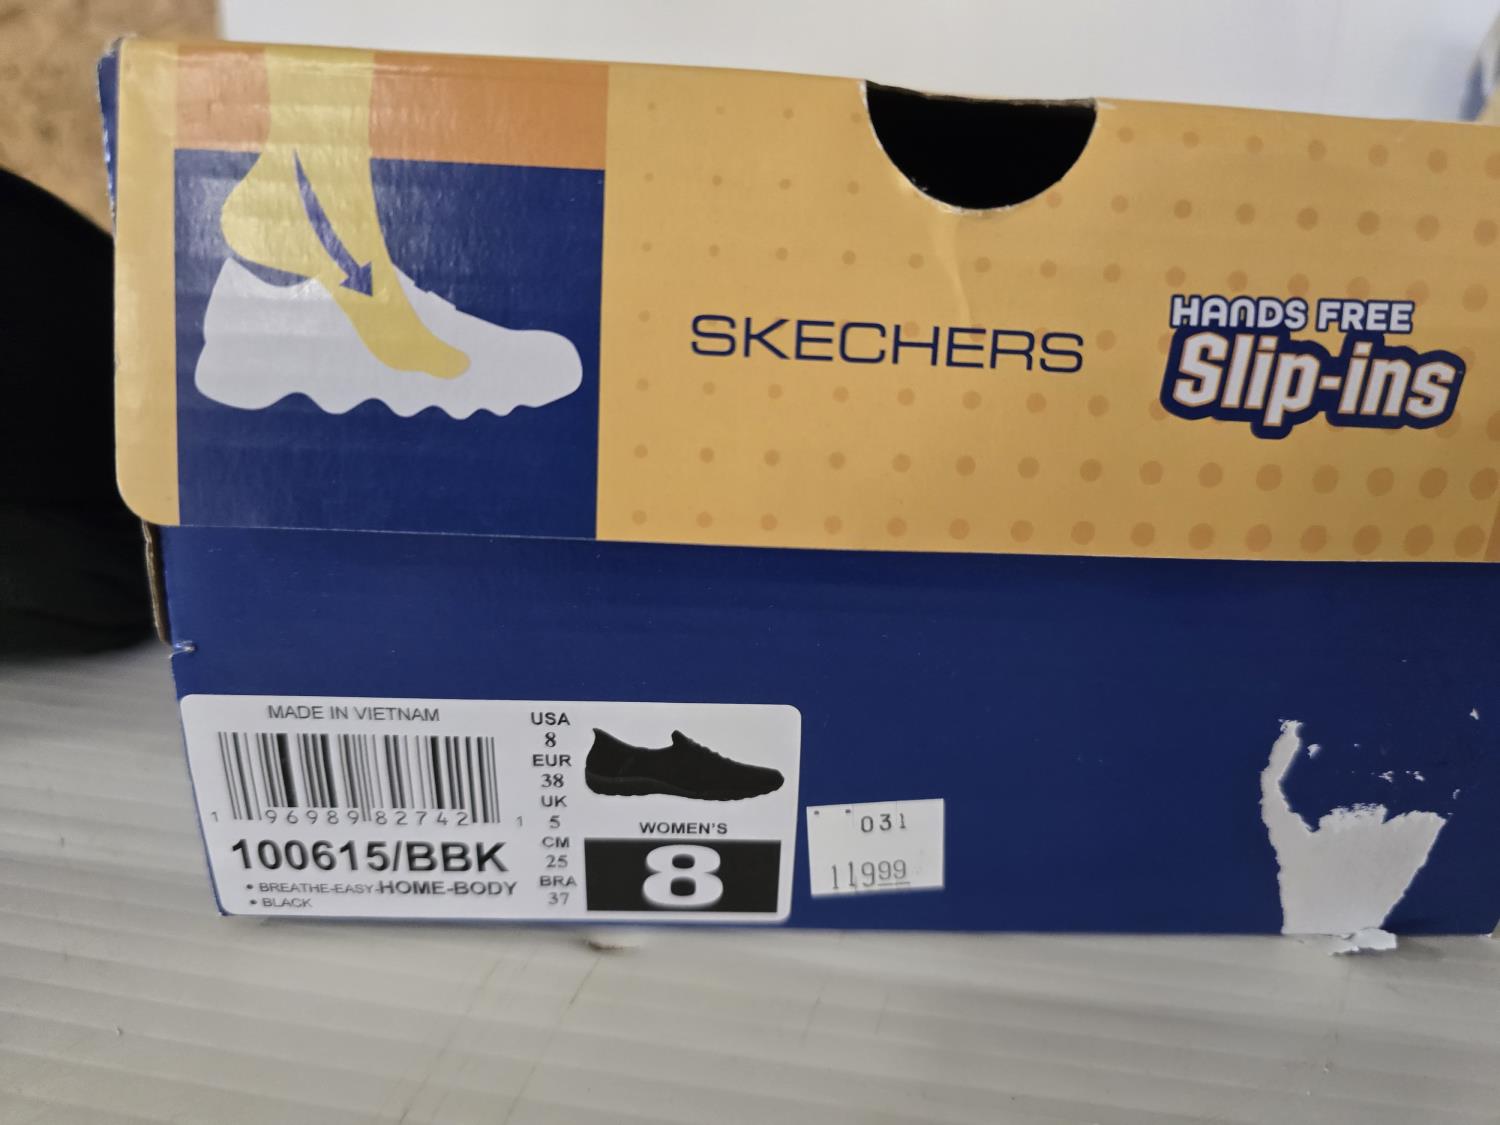 SKECHERS
HANDS FREE
Slip-ins
MADE IN VIETNAM
1 96989 82742 1
100615/BBK
• BREATHE-EASY-HOME-BODY
• BLACK
USA
8
EUR
38
UK
5
CM
25
BRA
37
WOMEN'S
8
031
11999